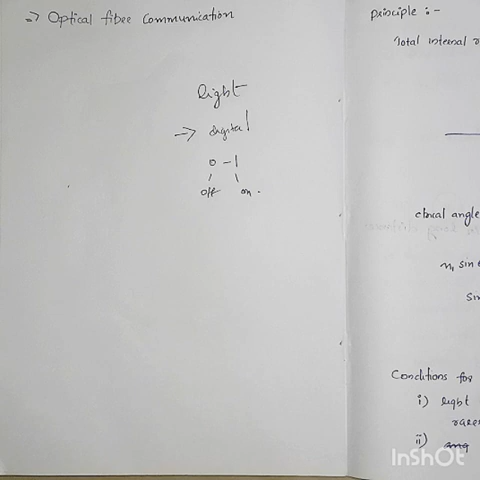 => Optical fibre Communication
light
-> digital
0 - 1
off on.
principle :-
Total internal
critical angle
n₁ sin
Sin
Conditions for
i) light
ii)
InShOt